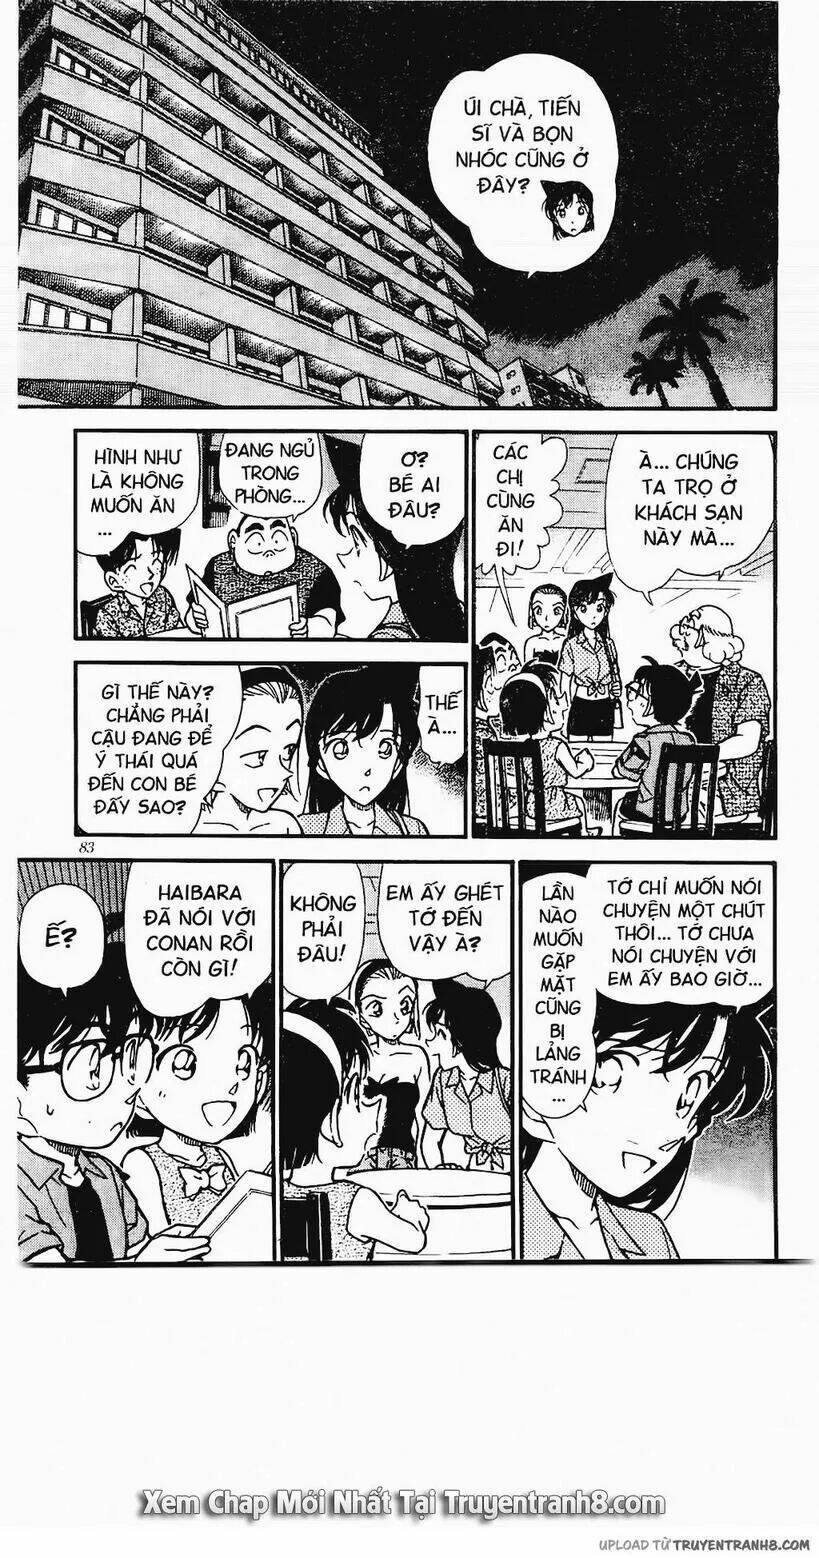 ÚI CHÀ, TIẾN
SĨ VÀ BỌN
NHÓC CŨNG Ở
ĐÂY?
À... CHÚNG
TA TRỌ Ở
KHÁCH SẠN
NÀY MÀ...
CÁC
CHỊ
CÙNG
ĂN
ĐI!
Ơ?
BÉ AI
ĐÂU?
ĐANG NGỦ
TRONG
PHÒNG...
HÌNH NHƯ
LÀ KHÔNG
MUỐN ĂN
...
THẾ
À...
GÌ THẾ NÀY?
CHẲNG PHẢI
CẬU ĐANG ĐỂ
Ý THÁI QUÁ
ĐẾN CON BÉ
ĐẤY SAO?
83
TỚ CHỈ MUỐN NÓI
CHUYỆN MỘT CHÚT
THÔI... TỚ CHƯA
NÓI CHUYỆN VỚI
EM ẤY BAO GIỜ...
LẦN
NÀO
MUỐN
GẶP
MẶT
CŨNG
BỊ
LẢNG
TRÁNH
...
EM ẤY GHÉT
TỚ ĐẾN
VẬY À?
KHÔNG
PHẢI
ĐÂU!
HAIBARA
ĐÃ NÓI VỚI
CONAN RỒI
CÒN GÌ!
Ế?
Xem Chap Mới Nhất Tại Truyentranh8.com
UPLOAD TỪ TRUYENTRANH8.COM